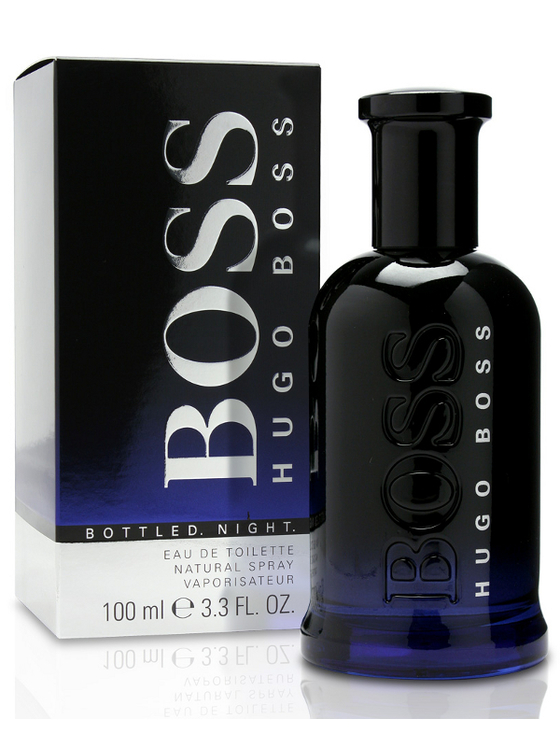 BOSS
HUGO BOSS
BOTTLED. NIGHT.
EAU DE TOILETTE
NATURAL SPRAY
VAPORISATEUR
100 ml ℮ 3.3 FL. OZ.
BOSS
HUGO BOSS